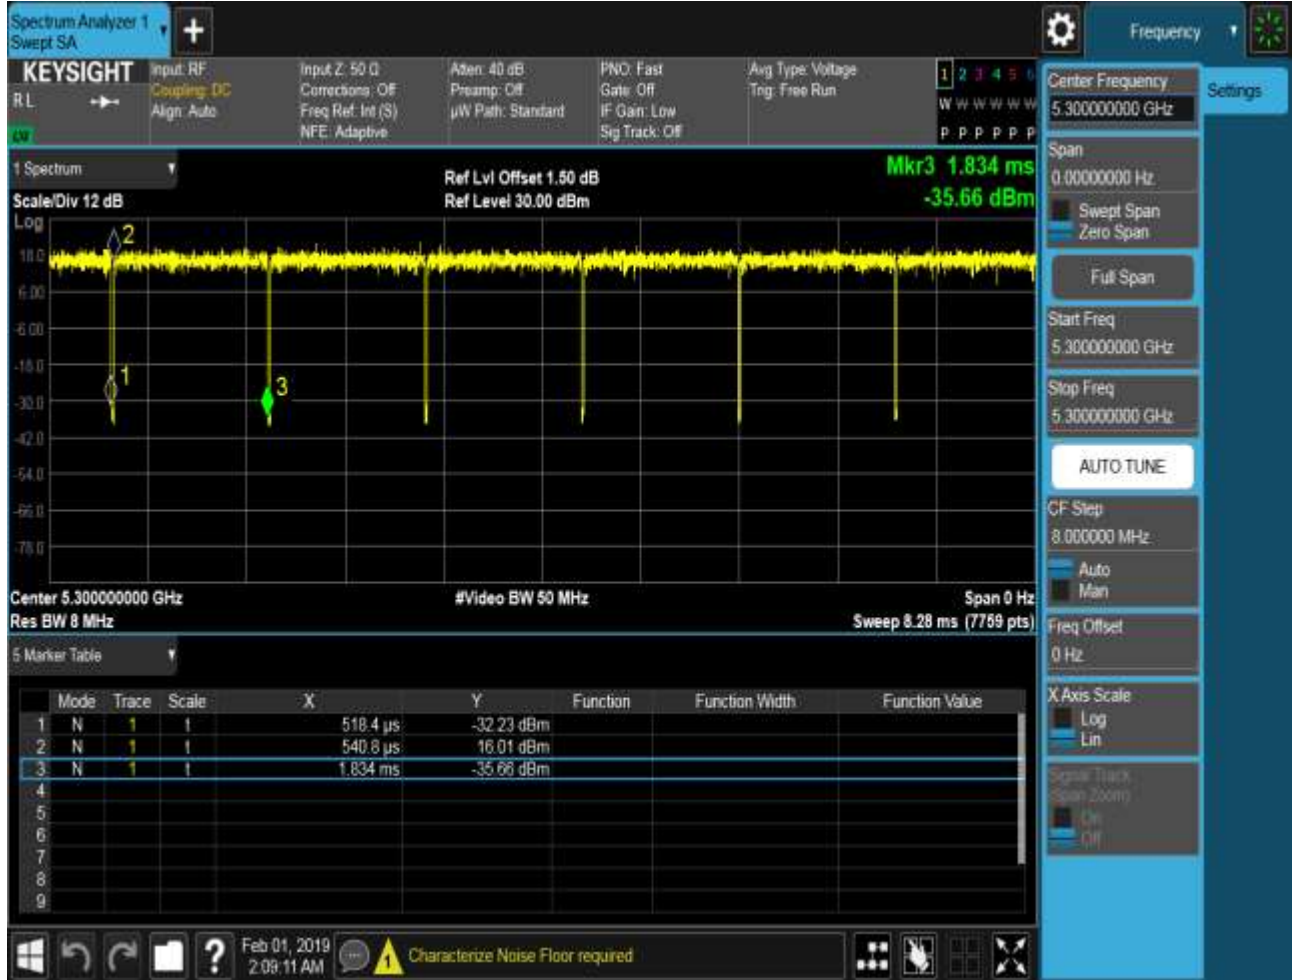 Spectrum Analyzer 1
Swept SA
+
Frequency
KEYSIGHT
RL
Input: RF
Coupling: DC
Align: Auto
Input Z: 50 Ω
Corrections: Off
Freq Ref: Int (S)
NFE: Adaptive
Atten: 40 dB
Preamp: Off
µW Path: Standard
PNO: Fast
Gate: Off
IF Gain: Low
Sig Track: Off
Avg Type: Voltage
Trig: Free Run
1 2 3 4 5 6
W W W W W W
P P P P P P
1 Spectrum
Scale/Div 12 dB
Log
Ref Lvl Offset 1.50 dB
Ref Level 30.00 dBm
Mkr3 1.834 ms
-35.66 dBm
18.0
6.00
-6.00
-18.0
-30.0
-42.0
-54.0
-66.0
-78.0
2
1
3
Center 5.300000000 GHz
#Video BW 50 MHz
Span 0 Hz
Res BW 8 MHz
Sweep 8.28 ms (7759 pts)
5 Marker Table
Mode Trace Scale X Y Function Function Width Function Value
1 N 1 t 518.4 µs -32.23 dBm
2 N 1 t 540.8 µs 16.01 dBm
3 N 1 t 1.834 ms -35.66 dBm
4
5
6
7
8
9
Center Frequency
5.300000000 GHz
Settings
Span
0.00000000 Hz
Swept Span
Zero Span
Full Span
Start Freq
5.300000000 GHz
Stop Freq
5.300000000 GHz
AUTO TUNE
CF Step
8.000000 MHz
Auto
Man
Freq Offset
0 Hz
X Axis Scale
Log
Lin
Signal Track
(Span Zoom)
On
Off
?
Feb 01, 2019
2:09:11 AM
1
Characterize Noise Floor required